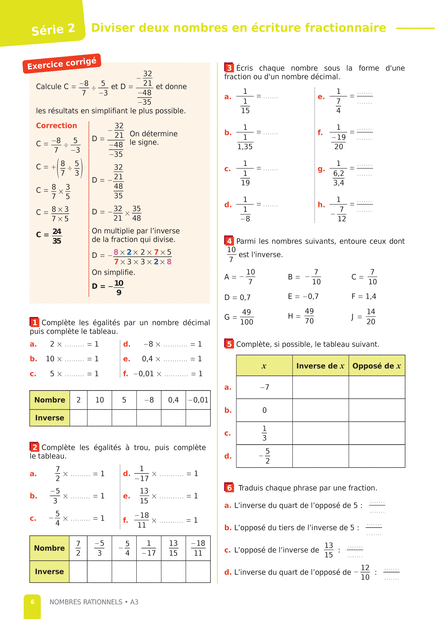 Série 2 Diviser deux nombres en écriture fractionnaire
Exercice corrigé
Calcule C = \frac{-8}{7} ÷ \frac{5}{-3} et D = \frac{-\frac{32}{21}}{\frac{-48}{-35}} et donne
les résultats en simplifiant le plus possible.
Correction
C = \frac{-8}{7} ÷ \frac{5}{-3}
C = +(\frac{8}{7} ÷ \frac{5}{3})
C = \frac{8}{7} × \frac{3}{5}
C = \frac{8 × 3}{7 × 5}
C = \frac{24}{35}
D = \frac{-\frac{32}{21}}{\frac{-48}{-35}} On détermine
le signe.
D = − \frac{\frac{32}{21}}{\frac{48}{35}}
D = −\frac{32}{21} × \frac{35}{48}
On multiplie par l'inverse
de la fraction qui divise.
D = −\frac{8 × 2 × 2 × 7 × 5}{7 × 3 × 3 × 2 × 8}
On simplifie.
D = −\frac{10}{9}
1 Complète les égalités par un nombre décimal
puis complète le tableau.
a. 2 × ......... = 1 d. −8 × .......... = 1
b. 10 × ......... = 1 e. 0,4 × .......... = 1
c. 5 × ......... = 1 f. −0,01 × .......... = 1
Nombre 2 10 5 −8 0,4 −0,01
Inverse
2 Complète les égalités à trou, puis complète
le tableau.
a. \frac{7}{2} × .......... = 1 d. \frac{1}{-17} × .......... = 1
b. \frac{-5}{3} × .......... = 1 e. \frac{13}{15} × .......... = 1
c. −\frac{5}{4} × .......... = 1 f. \frac{-18}{11} × .......... = 1
Nombre \frac{7}{2} \frac{-5}{3} −\frac{5}{4} \frac{1}{-17} \frac{13}{15} \frac{-18}{11}
Inverse
3 Écris chaque nombre sous la forme d'une
fraction ou d'un nombre décimal.
a. \frac{1}{\frac{1}{15}} = ....... e. \frac{1}{\frac{7}{4}} = \frac{.......}{.......}
b. \frac{1}{\frac{1}{1,35}} = ....... f. \frac{1}{\frac{-19}{20}} = \frac{.......}{.......}
c. \frac{1}{\frac{1}{19}} = ....... g. \frac{1}{\frac{6,2}{3,4}} = \frac{.......}{.......}
d. \frac{1}{\frac{1}{-8}} = ....... h. \frac{1}{-\frac{7}{12}} = \frac{.......}{.......}
4 Parmi les nombres suivants, entoure ceux dont
\frac{10}{7} est l'inverse.
A = −\frac{10}{7} B = −\frac{7}{10} C = \frac{7}{10}
D = 0,7 E = −0,7 F = 1,4
G = \frac{49}{100} H = \frac{49}{70} J = \frac{14}{20}
5 Complète, si possible, le tableau suivant.
x Inverse de x Opposé de x
a. −7
b. 0
c. \frac{1}{3}
d. −\frac{5}{2}
6 Traduis chaque phrase par une fraction.
a. L'inverse du quart de l'opposé de 5 : \frac{.......}{.......}
b. L'opposé du tiers de l'inverse de 5 : \frac{.......}{.......}
c. L'opposé de l'inverse de \frac{13}{15} : \frac{.......}{.......}
d. L'inverse du quart de l'opposé de −\frac{12}{10} : \frac{.......}{.......}
6 NOMBRES RATIONNELS • A3